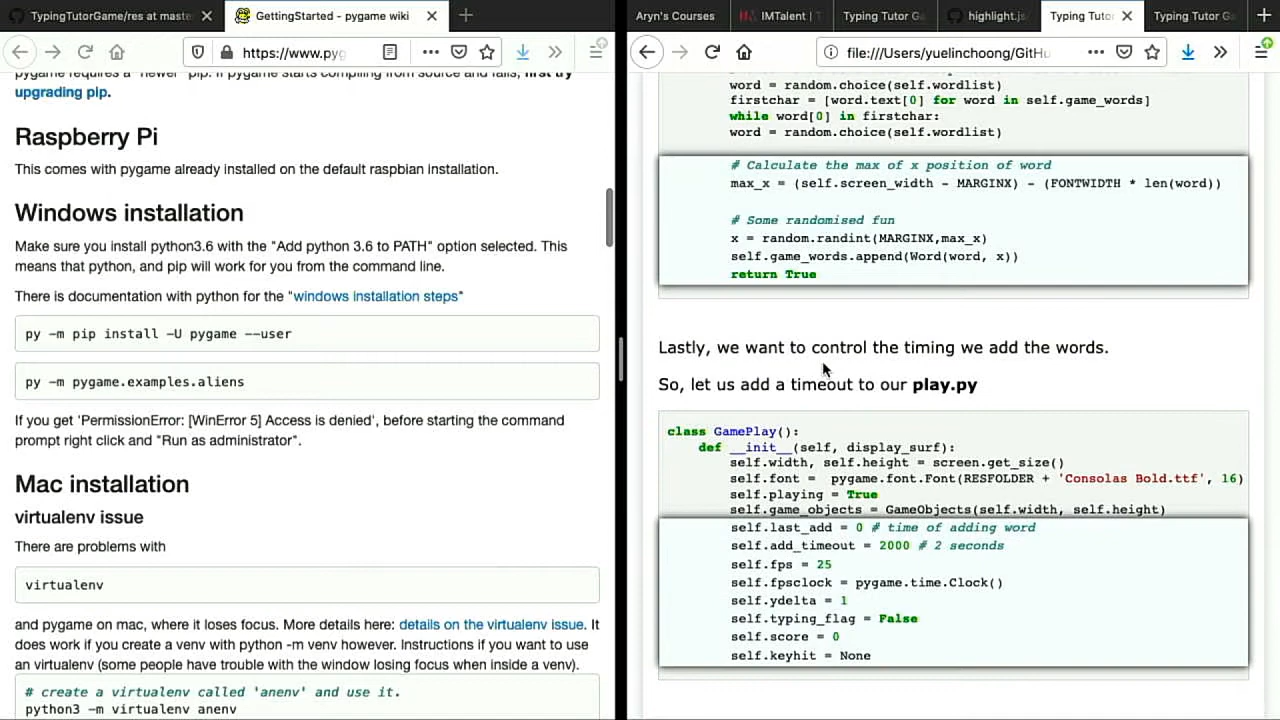 TypingTutorGame/res at maste
GettingStarted - pygame wiki
https://www.pyg
upgrading pip.
Raspberry Pi
This comes with pygame already installed on the default raspbian installation.
Windows installation
Make sure you install python3.6 with the "Add python 3.6 to PATH" option selected. This
means that python, and pip will work for you from the command line.
There is documentation with python for the "windows installation steps"
py -m pip install -U pygame --user
py -m pygame.examples.aliens
If you get 'PermissionError: [WinError 5] Access is denied', before starting the command
prompt right click and "Run as administrator".
Mac installation
virtualenv issue
There are problems with
virtualenv
and pygame on mac, where it loses focus. More details here: details on the virtualenv issue. It
does work if you create a venv with python -m venv however. Instructions if you want to use
an virtualenv (some people have trouble with the window losing focus when inside a venv).
# create a virtualenv called 'anenv' and use it.
python3 -m virtualenv anenv
Aryn's Courses
IMTalent | T
Typing Tutor Ga
highlight.js/
Typing Tutor
Typing Tutor Ga
file:///Users/yuelinchoong/GitHu
word = random.choice(self.wordlist)
firstchar = [word.text[0] for word in self.game_words]
while word[0] in firstchar:
word = random.choice(self.wordlist)
# Calculate the max of x position of word
max_x = (self.screen_width - MARGINX) - (FONTWIDTH * len(word))
# Some randomised fun
x = random.randint(MARGINX,max_x)
self.game_words.append(Word(word, x))
return True
Lastly, we want to control the timing we add the words.
So, let us add a timeout to our play.py
class GamePlay():
def __init__(self, display_surf):
self.width, self.height = screen.get_size()
self.font = pygame.font.Font(RESFOLDER + 'Consolas Bold.ttf', 16)
self.playing = True
self.game_objects = GameObjects(self.width, self.height)
self.last_add = 0 # time of adding word
self.add_timeout = 2000 # 2 seconds
self.fps = 25
self.fpsclock = pygame.time.Clock()
self.ydelta = 1
self.typing_flag = False
self.score = 0
self.keyhit = None